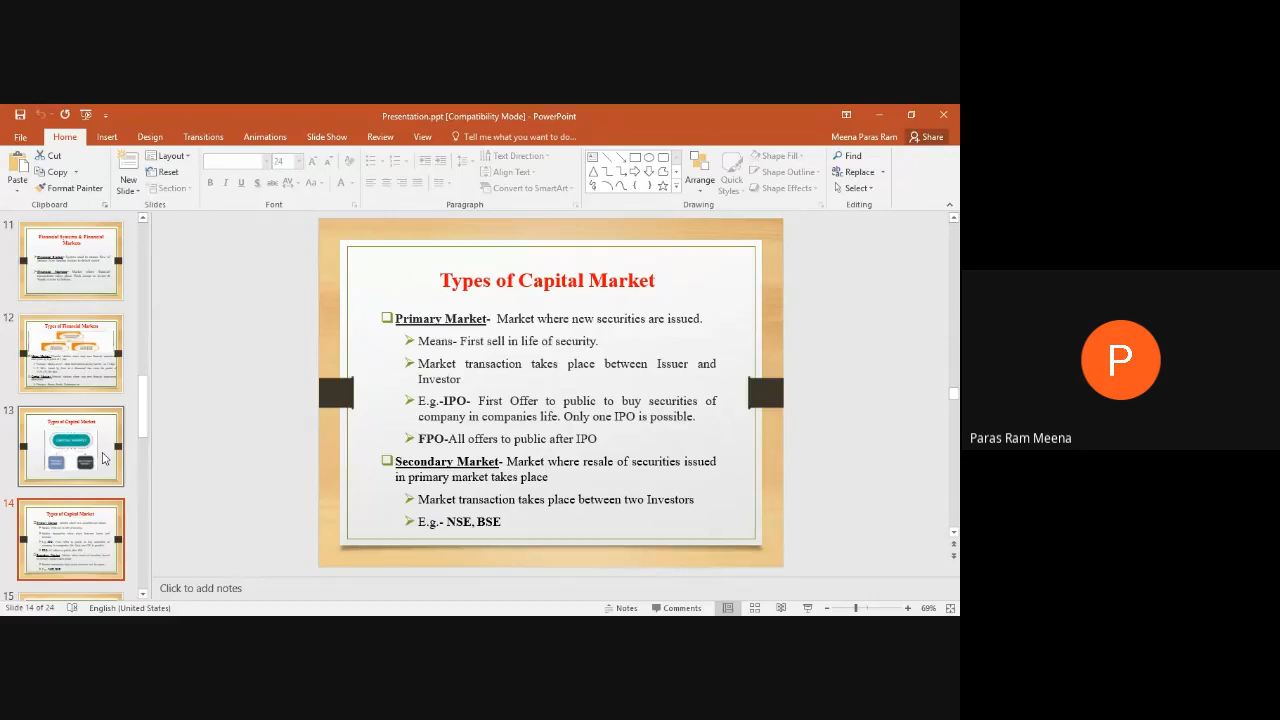 Presentation.ppt [Compatibility Mode] - PowerPoint
File Home Insert Design Transitions Animations Slide Show Review View Tell me what you want to do... Meena Paras Ram Share
Paste
Cut
Copy
Format Painter
Clipboard
New
Slide
Layout
Reset
Section
Slides
24
B I U S abc AV Aa A
Font
Text Direction
Align Text
Convert to SmartArt
Paragraph
Arrange
Quick
Styles
Shape Fill
Shape Outline
Shape Effects
Drawing
Find
Replace
Select
Editing
11
Financial Systems & Financial
Markets
12
Types of Financial Markets
13
Types of Capital Market
CAPITAL MARKET
14
Types of Capital Market
15
Types of Capital Market
Primary Market- Market where new securities are issued.
Means- First sell in life of security.
Market transaction takes place between Issuer and
Investor
E.g.-IPO- First Offer to public to buy securities of
company in companies life. Only one IPO is possible.
FPO-All offers to public after IPO
Secondary Market- Market where resale of securities issued
in primary market takes place
Market transaction takes place between two Investors
E.g.- NSE, BSE
Click to add notes
Slide 14 of 24 English (United States) Notes Comments 69%
P
Paras Ram Meena